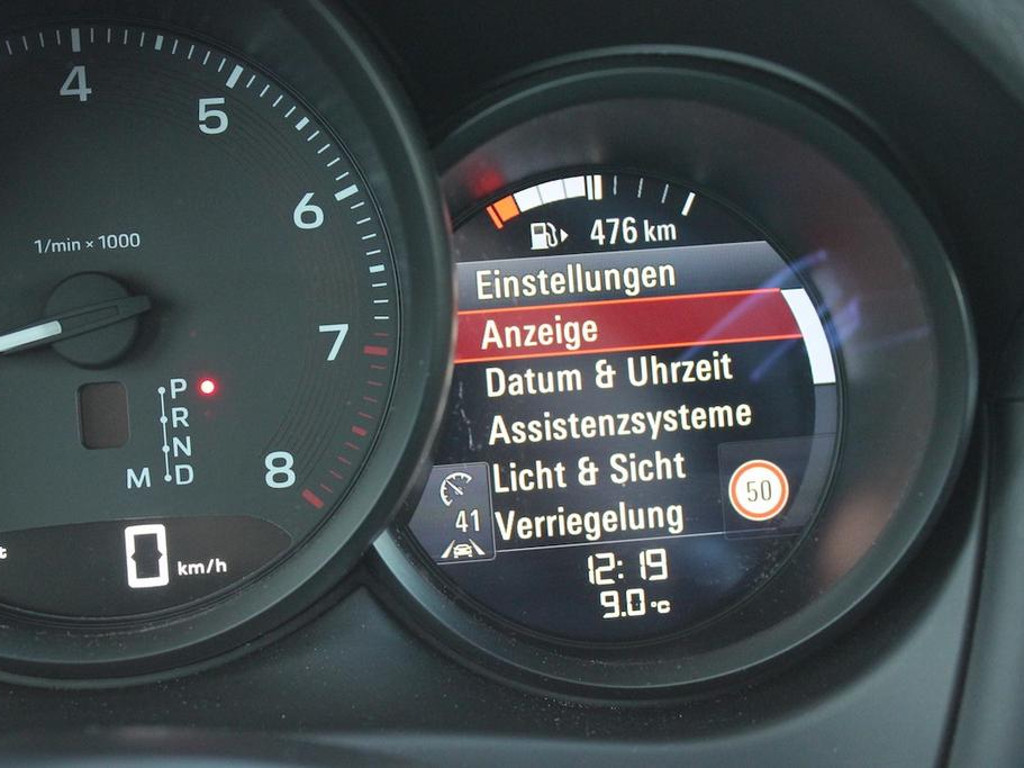 4
5
6
1/min × 1000
7
P
R
N
M D
8
0 km/h
476 km
Einstellungen
Anzeige
Datum & Uhrzeit
Assistenzsysteme
Licht & Sicht
50
41
Verriegelung
12:19
9.0 °C